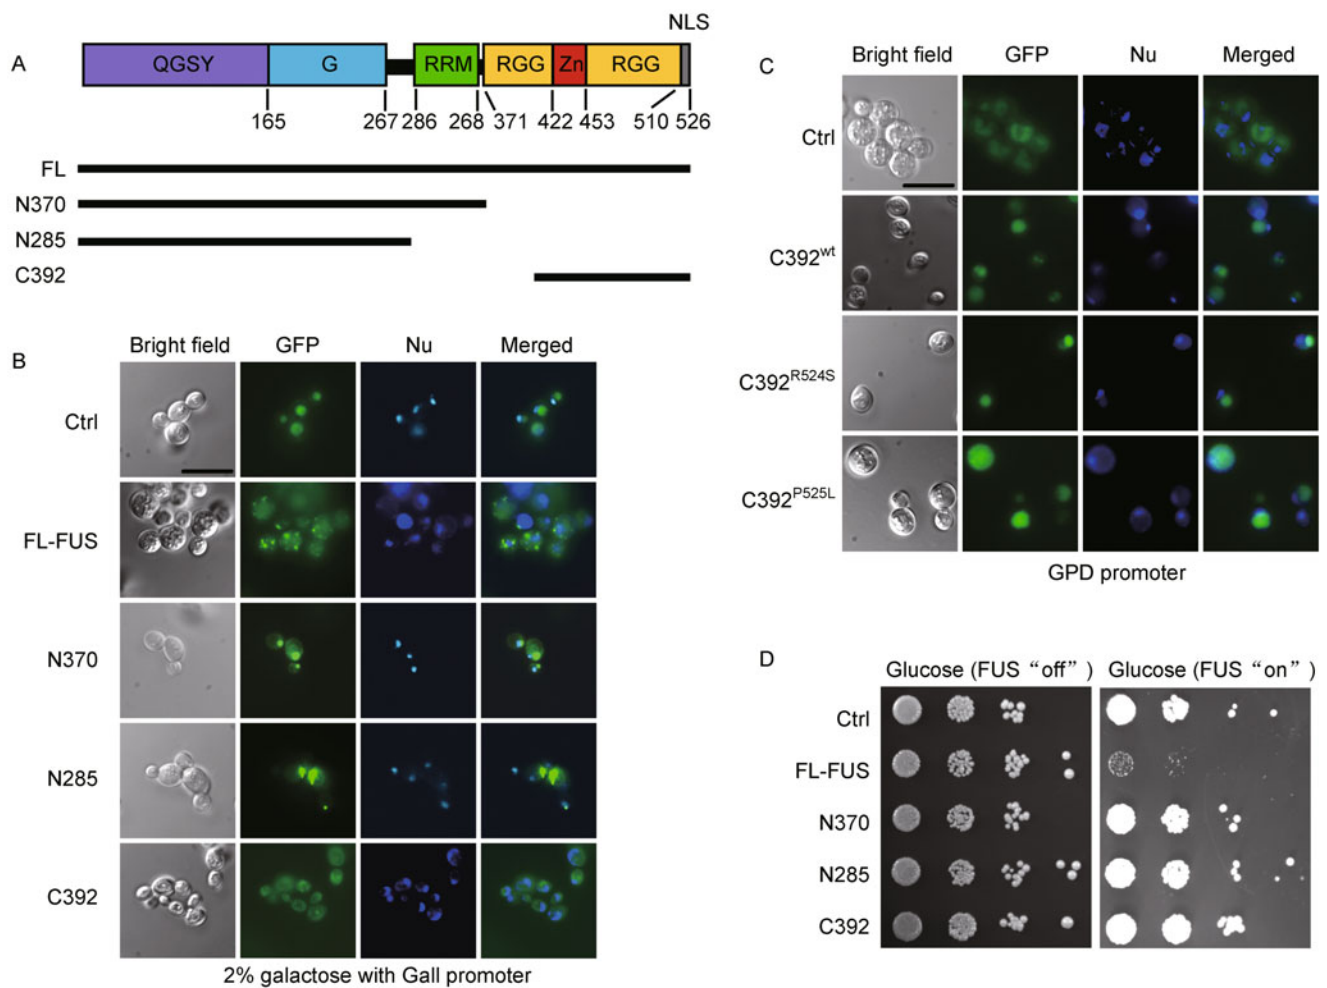 A
NLS
QGSY G RRM RGG Zn RGG
165 267 286 268 371 422 453 510 526
FL
N370
N285
C392
B
Bright field GFP Nu Merged
Ctrl
FL-FUS
N370
N285
C392
2% galactose with Gall promoter
C
Bright field GFP Nu Merged
Ctrl
C392wt
C392R524S
C392P525L
GPD promoter
D
Glucose (FUS “off” ) Glucose (FUS “on” )
Ctrl
FL-FUS
N370
N285
C392